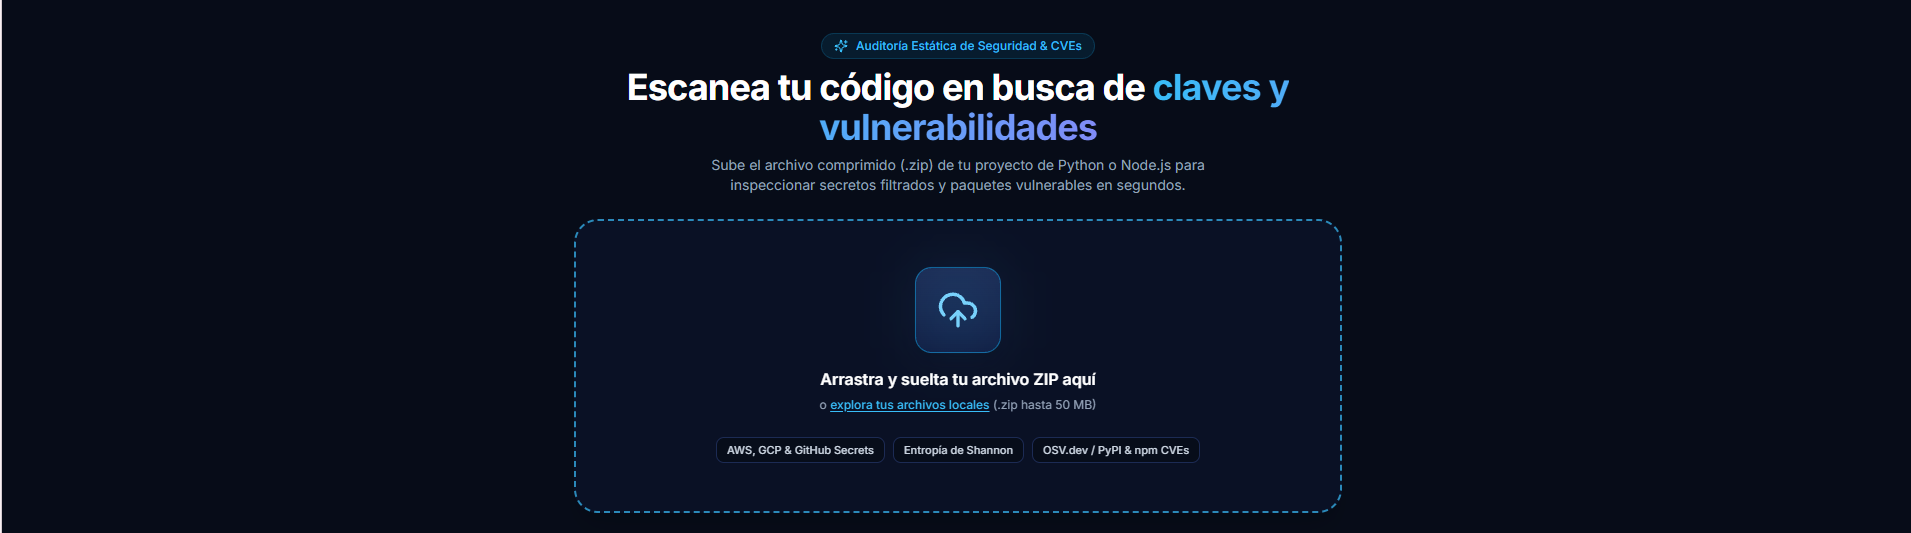 Auditoría Estática de Seguridad & CVEs
Escanea tu código en busca de claves y
vulnerabilidades
Sube el archivo comprimido (.zip) de tu proyecto de Python o Node.js para
inspeccionar secretos filtrados y paquetes vulnerables en segundos.
Arrastra y suelta tu archivo ZIP aquí
o explora tus archivos locales (.zip hasta 50 MB)
AWS, GCP & GitHub Secrets
Entropía de Shannon
OSV.dev / PyPI & npm CVEs